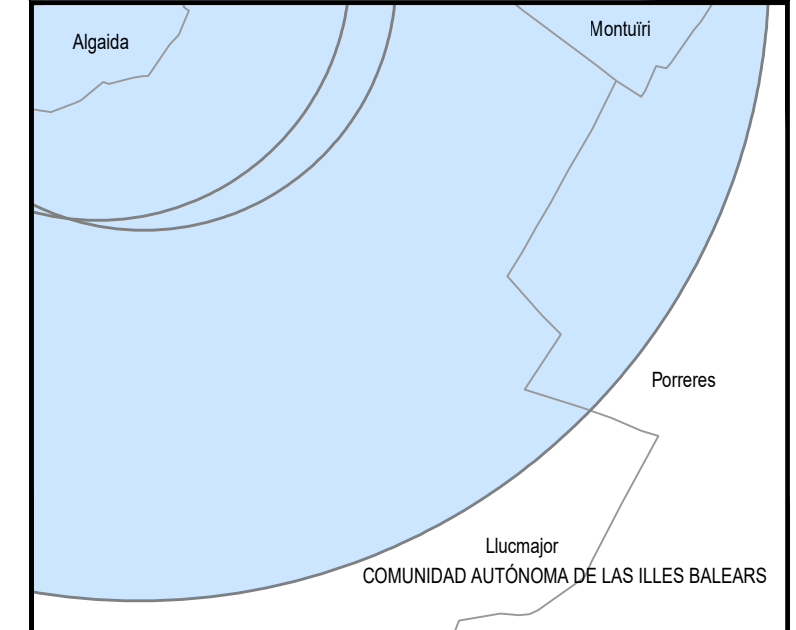 Algaida
Montuïri
Porreres
Llucmajor
COMUNIDAD AUTÓNOMA DE LAS ILLES BALEARS